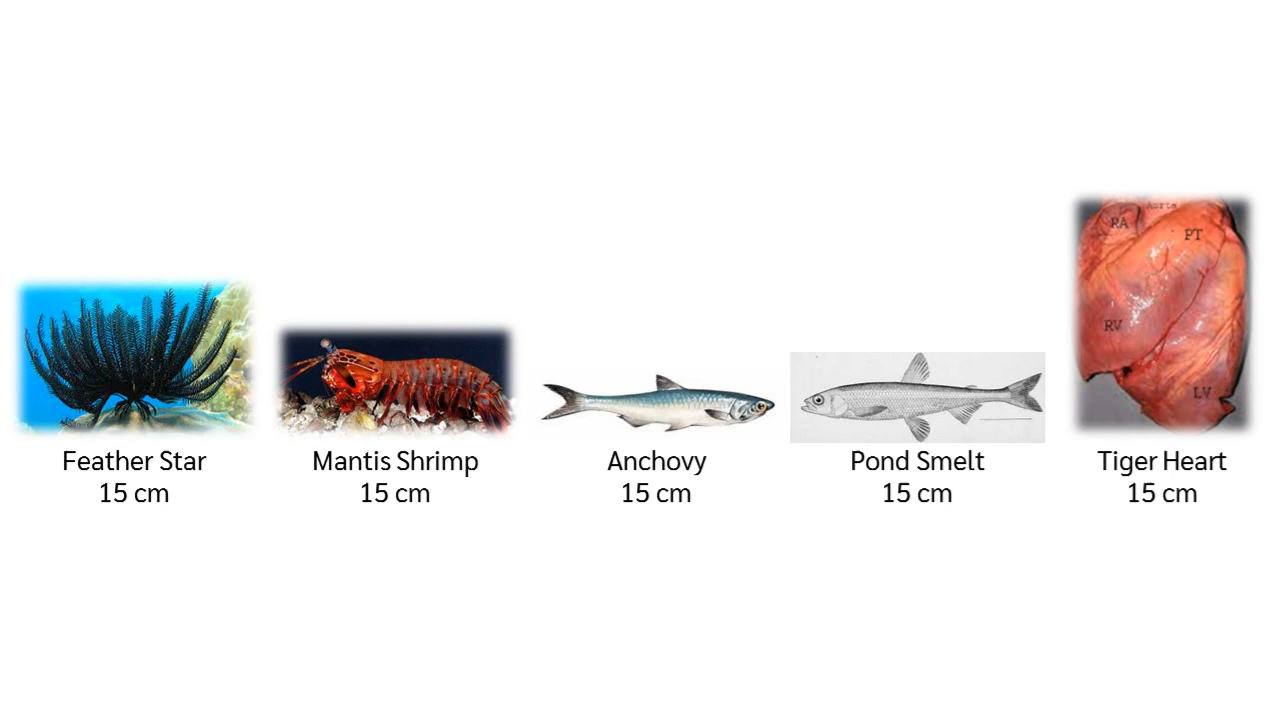 Aorta
RA
PT
RV
LV
Feather Star
15 cm
Mantis Shrimp
15 cm
Anchovy
15 cm
Pond Smelt
15 cm
Tiger Heart
15 cm